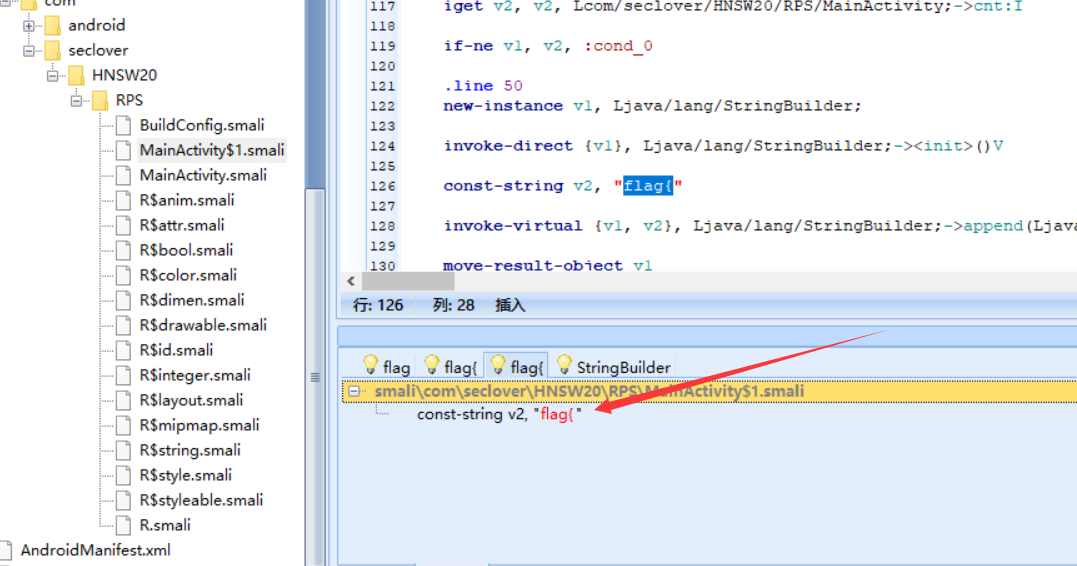 com
android
seclover
HNSW20
RPS
BuildConfig.smali
MainActivity$1.smali
MainActivity.smali
R$anim.smali
R$attr.smali
R$bool.smali
R$color.smali
R$dimen.smali
R$drawable.smali
R$id.smali
R$integer.smali
R$layout.smali
R$mipmap.smali
R$string.smali
R$style.smali
R$styleable.smali
R.smali
AndroidManifest.xml
117 iget v2, v2, Lcom/seclover/HNSW20/RPS/MainActivity;->cnt:I
118
119 if-ne v1, v2, :cond_0
120
121 .line 50
122 new-instance v1, Ljava/lang/StringBuilder;
123
124 invoke-direct {v1}, Ljava/lang/StringBuilder;-><init>()V
125
126 const-string v2, "flag{"
127
128 invoke-virtual {v1, v2}, Ljava/lang/StringBuilder;->append(Ljava
129
130 move-result-object v1
行: 126 列: 28 插入
flag flag{ flag{ StringBuilder
smali\com\seclover\HNSW20\RPS\MainActivity$1.smali
const-string v2, "flag{"